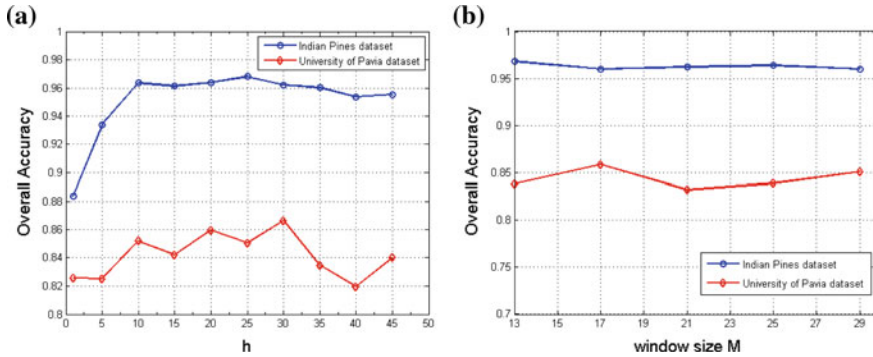 (a)
Overall Accuracy
1
0.98
0.96
0.94
0.92
0.9
0.88
0.86
0.84
0.82
0.8
Indian Pines dataset
University of Pavia dataset
0 5 10 15 20 25 30 35 40 45 50
h
(b)
Overall Accuracy
1
0.95
0.9
0.85
0.8
0.75
0.7
Indian Pines dataset
University of Pavia dataset
13 15 17 19 21 23 25 27 29
window size M